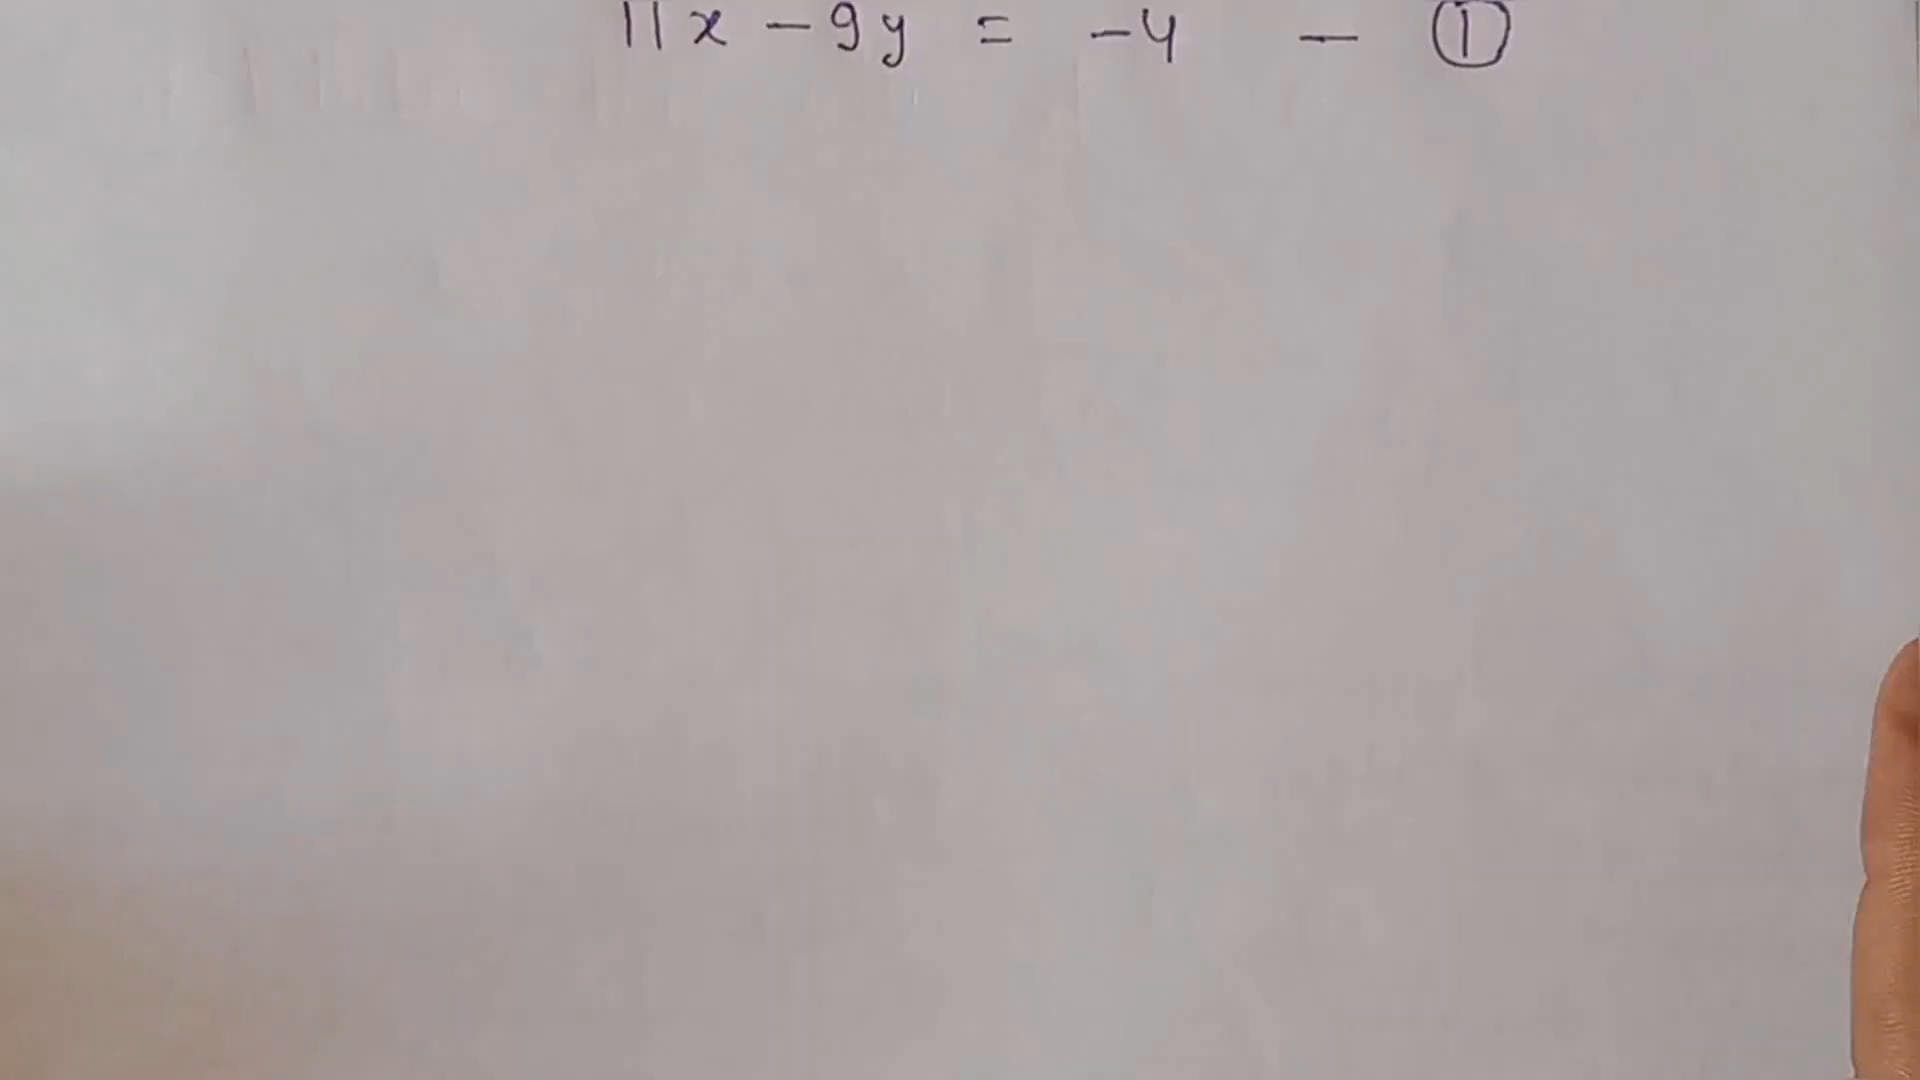 11x - 9y = -4 - ①